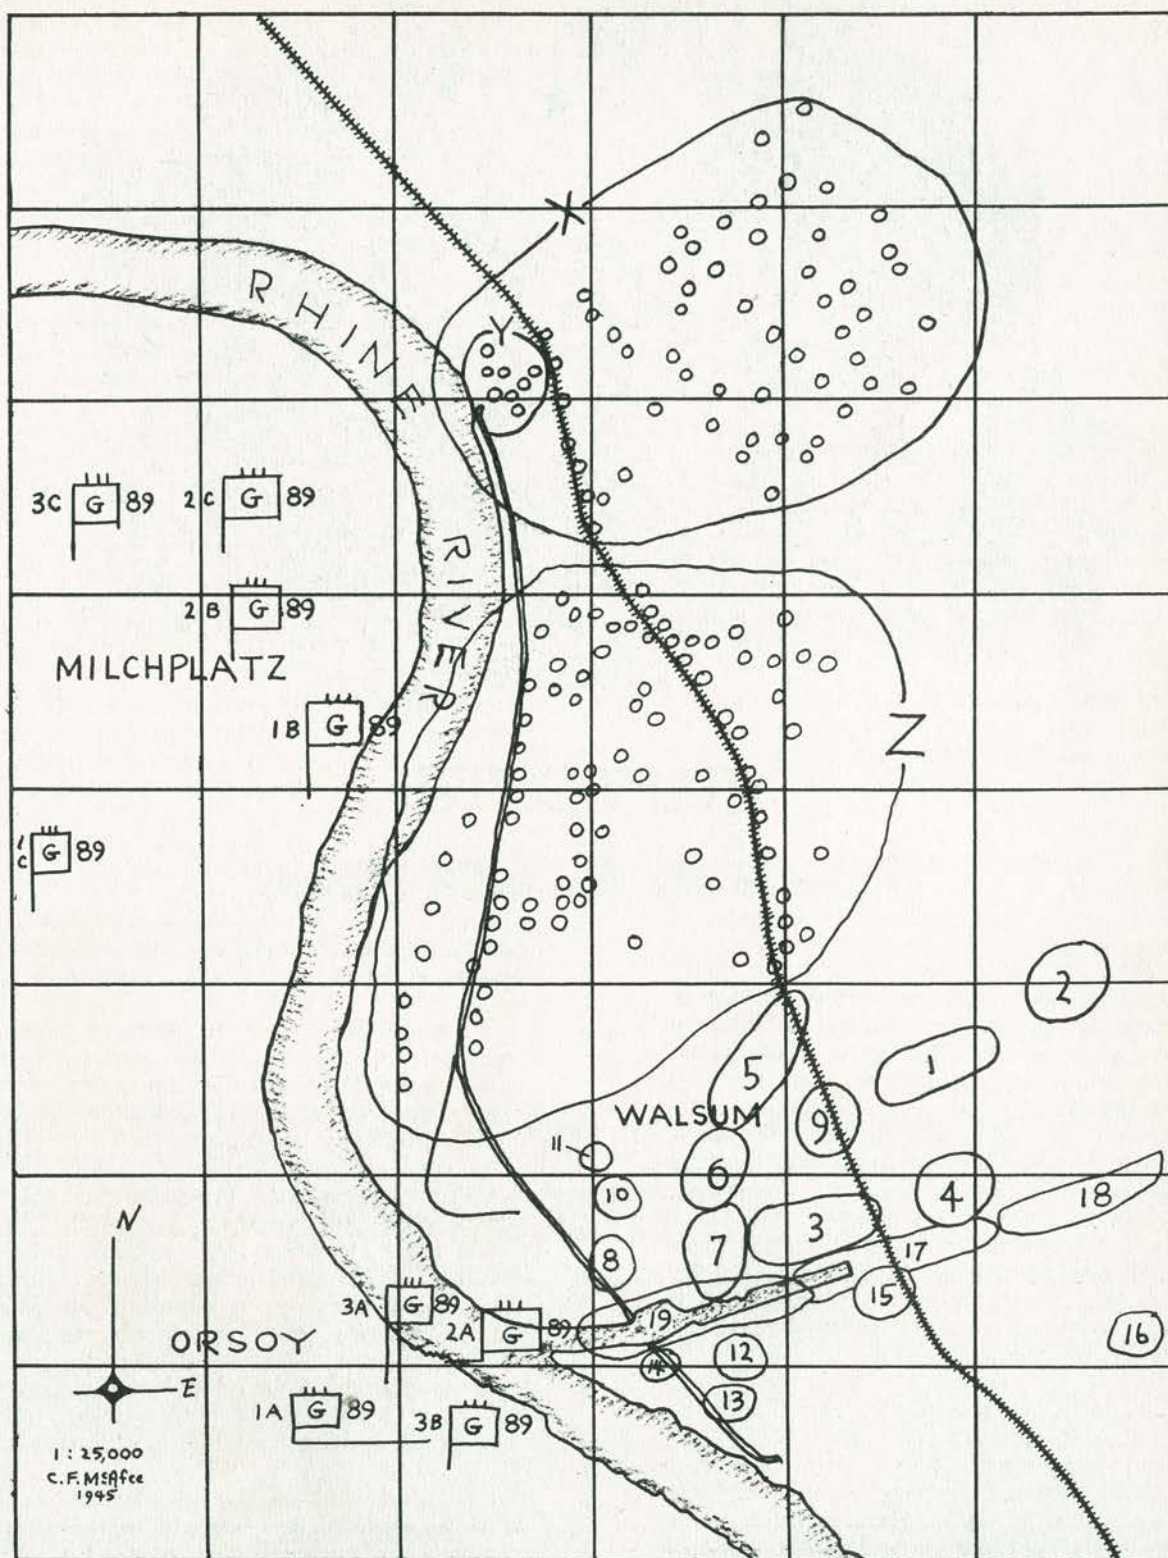 X
RHINE
Y
3C G 89
2C G 89
RIVER
2B G 89
MILCHPLATZ
1B G 89
Z
1C G 89
2
1
5
WALSUM
9
11
6
4
10
18
3
7
8
17
N
15
3A G 89
19
2A G 89
16
ORSOY
12
14
E
13
1A G 89
3B G 89
1 : 25,000
C.F. McAfee
1945